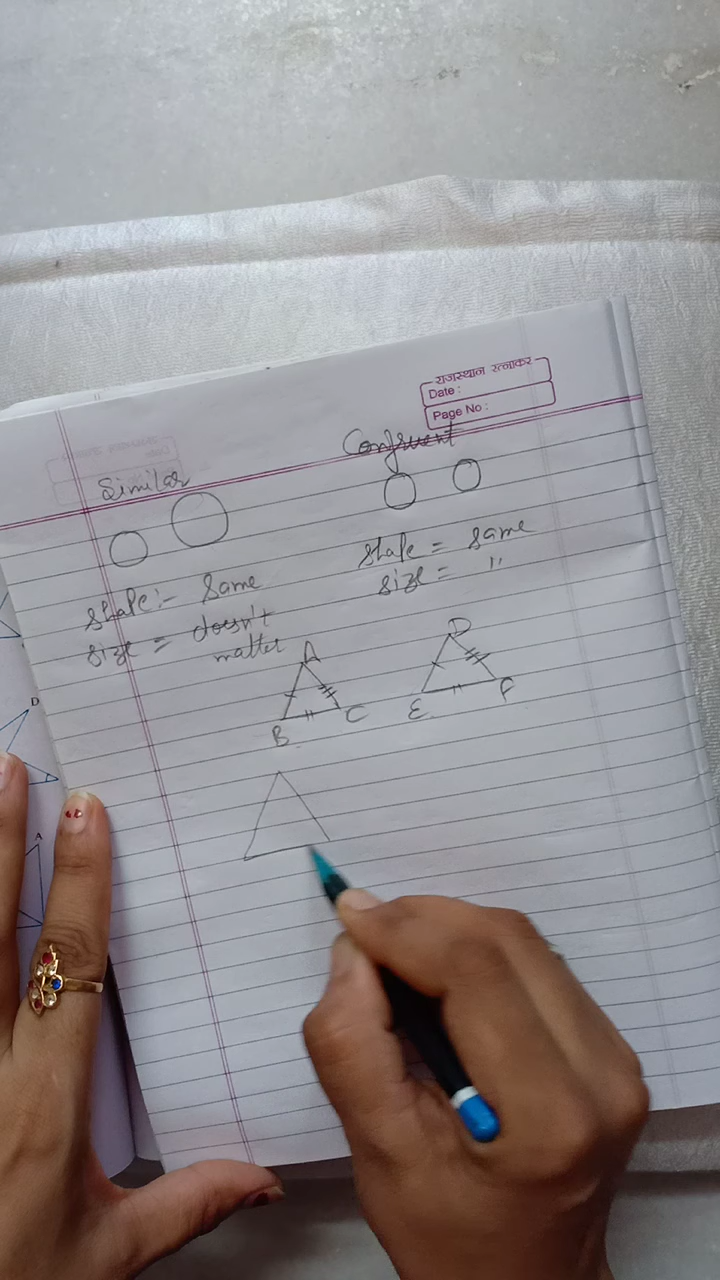 राजस्थान रत्नाकर
Date :
Page No :
Similar
Congruent
shape :- same
size = doesn't
matter
shape = same
size = "
A
B
C
D
E
F
D
A